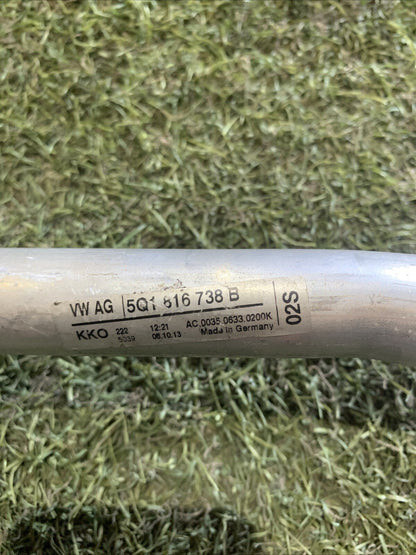 VW AG 5Q1 816 738 B
KKO 222 12:21 AC.0035.0633.0200K
5339 08.10.13 Made in Germany
A
02S